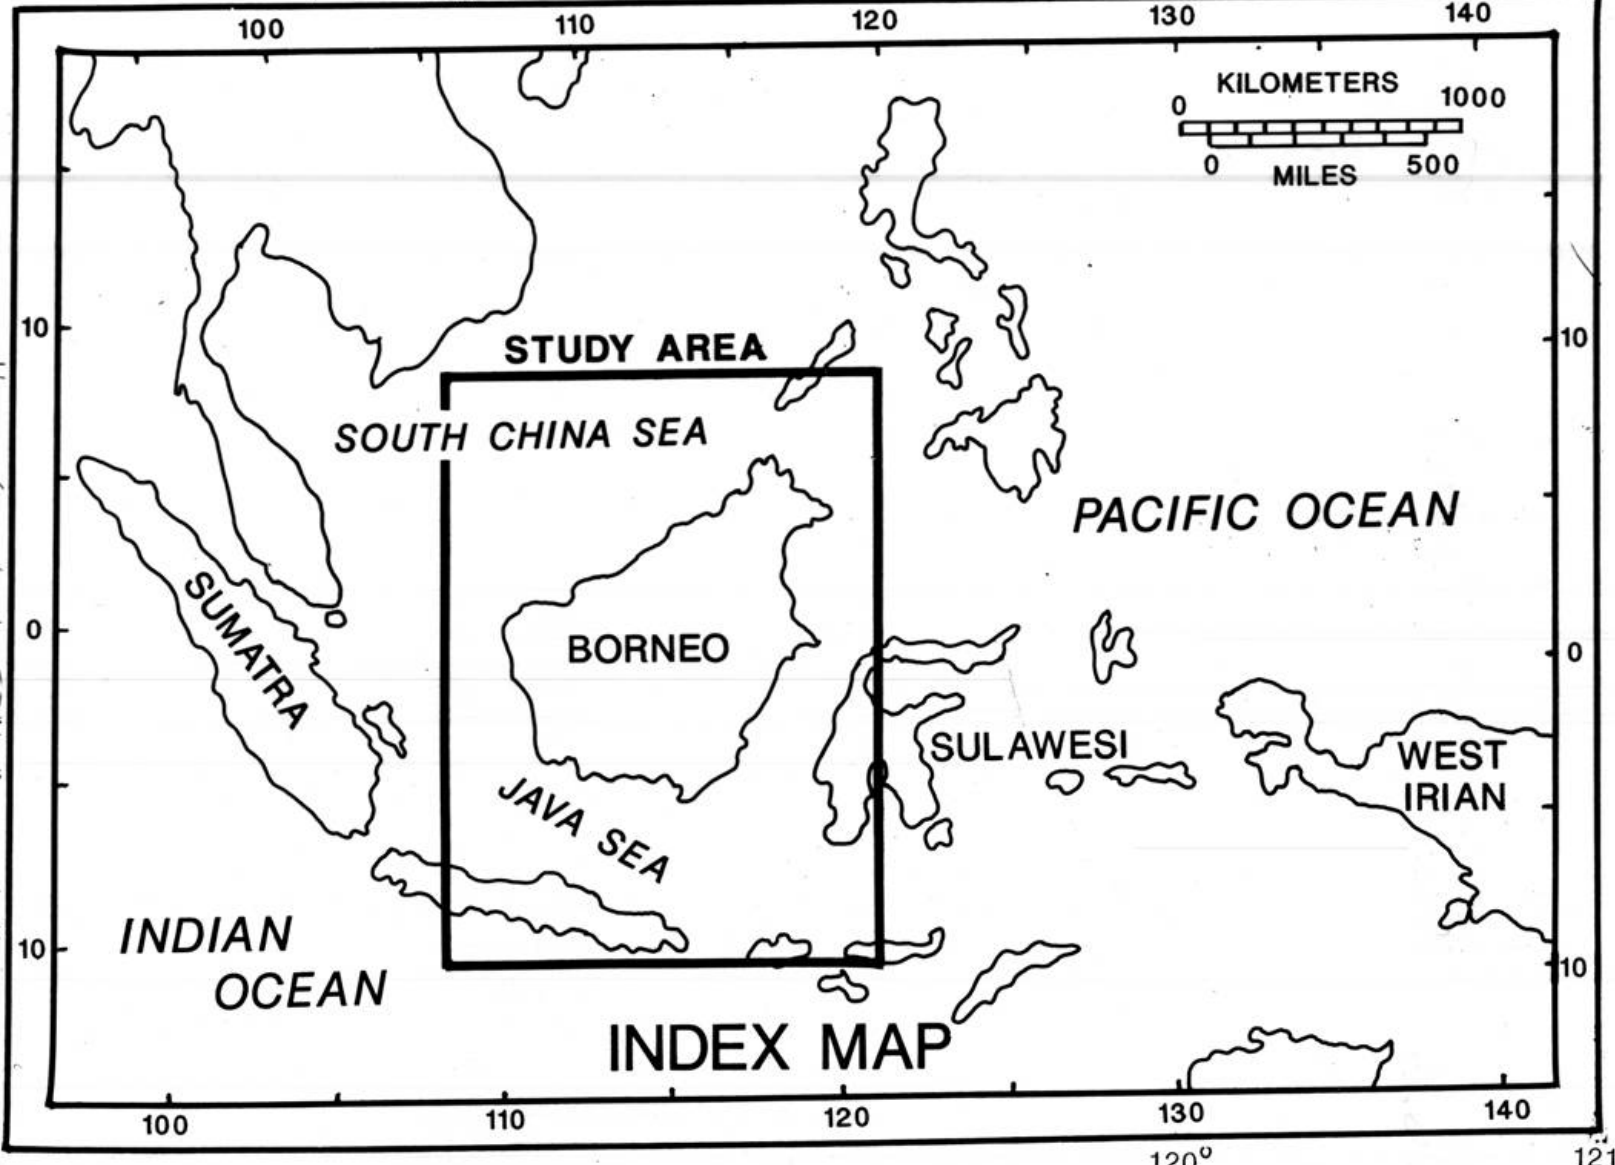 100 110 120 130 140
KILOMETERS
0 1000
0 500
MILES
10 10
STUDY AREA
SOUTH CHINA SEA
PACIFIC OCEAN
SUMATRA
0 0
BORNEO
SULAWESI
WEST
IRIAN
JAVA SEA
INDIAN
OCEAN
10 10
INDEX MAP
100 110 120 130 140
120° 121